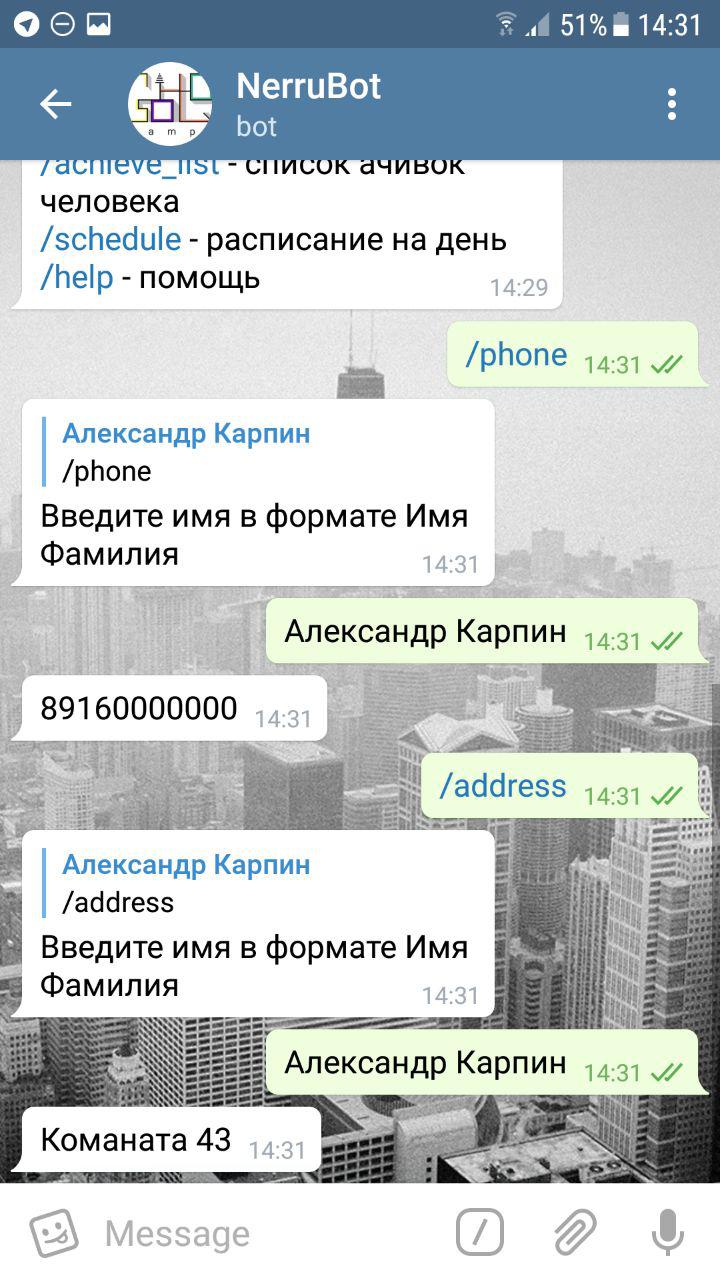 51% 14:31
NerruBot
bot
a m p
/achieve_list - список ачивок
человека
/schedule - расписание на день
/help - помощь
14:29
/phone 14:31
Александр Карпин
/phone
Введите имя в формате Имя
Фамилия
14:31
Александр Карпин 14:31
89160000000 14:31
/address 14:31
Александр Карпин
/address
Введите имя в формате Имя
Фамилия
14:31
Александр Карпин 14:31
Команата 43 14:31
Message